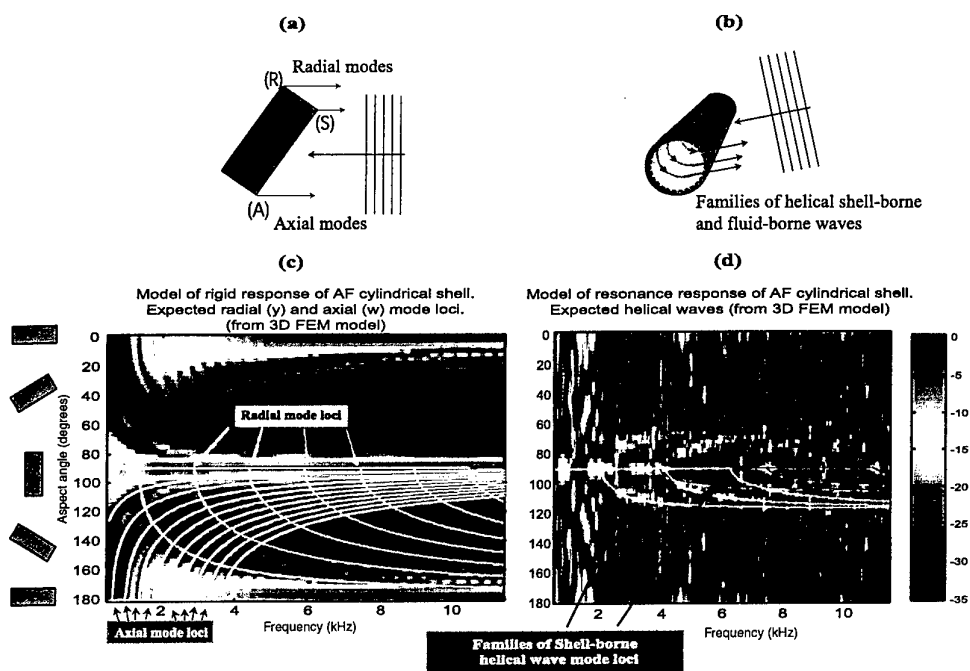 (a)
Radial modes
(R)
(S)
(A)
Axial modes
(b)
Families of helical shell-borne
and fluid-borne waves
(c)
Model of rigid response of AF cylindrical shell.
Expected radial (y) and axial (w) mode loci.
(from 3D FEM model)
0
20
40
60
80
100
120
140
160
180
Aspect angle (degrees)
Radial mode loci
2
4
6
8
10
Axial mode loci
Frequency (kHz)
(d)
Model of resonance response of AF cylindrical shell.
Expected helical waves (from 3D FEM model)
0
20
40
60
80
100
120
140
160
180
2
4
6
8
10
Frequency (kHz)
0
-5
-10
-15
-20
-25
-30
-35
Families of Shell-borne
helical wave mode loci